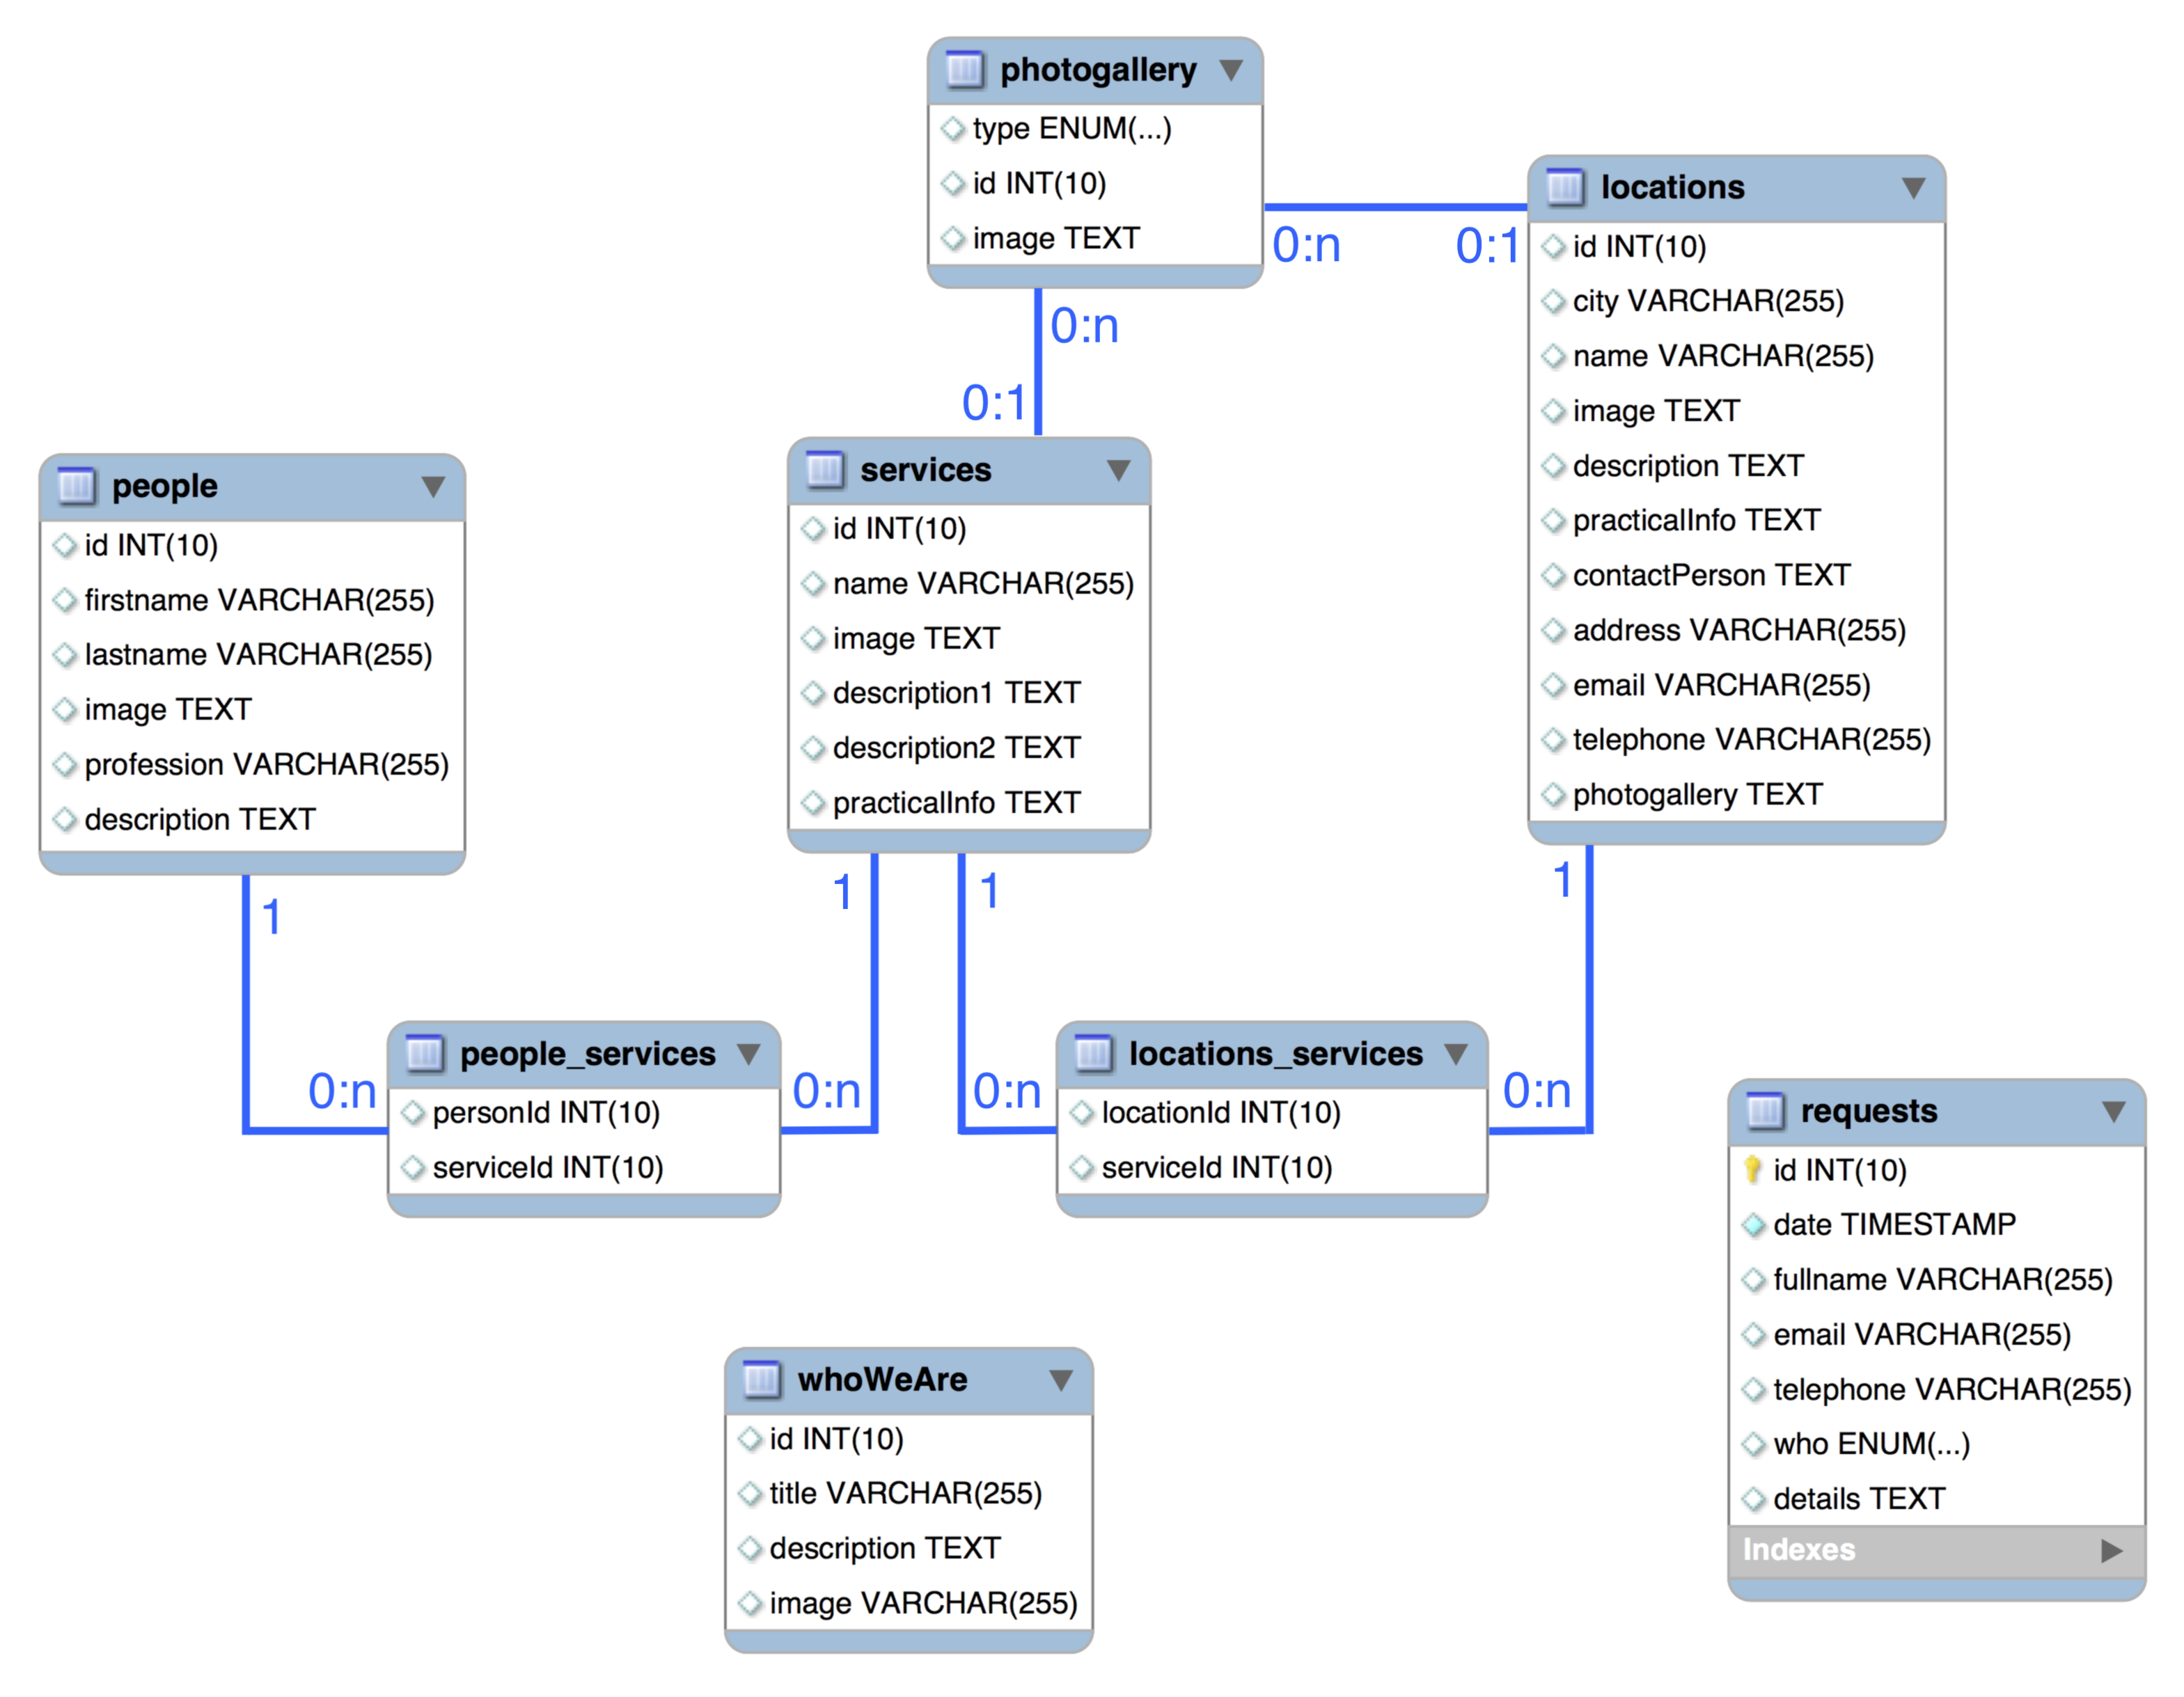 photogallery
type ENUM(...)
id INT(10)
image TEXT
0:n
0:1
0:n
0:1
locations
id INT(10)
city VARCHAR(255)
name VARCHAR(255)
image TEXT
description TEXT
practicalInfo TEXT
contactPerson TEXT
address VARCHAR(255)
email VARCHAR(255)
telephone VARCHAR(255)
photogallery TEXT
people
id INT(10)
firstname VARCHAR(255)
lastname VARCHAR(255)
image TEXT
profession VARCHAR(255)
description TEXT
services
id INT(10)
name VARCHAR(255)
image TEXT
description1 TEXT
description2 TEXT
practicalInfo TEXT
1
1
1
1
0:n
people_services
personId INT(10)
serviceId INT(10)
0:n
0:n
locations_services
locationId INT(10)
serviceId INT(10)
0:n
requests
id INT(10)
date TIMESTAMP
fullname VARCHAR(255)
email VARCHAR(255)
telephone VARCHAR(255)
who ENUM(...)
details TEXT
Indexes
whoWeAre
id INT(10)
title VARCHAR(255)
description TEXT
image VARCHAR(255)